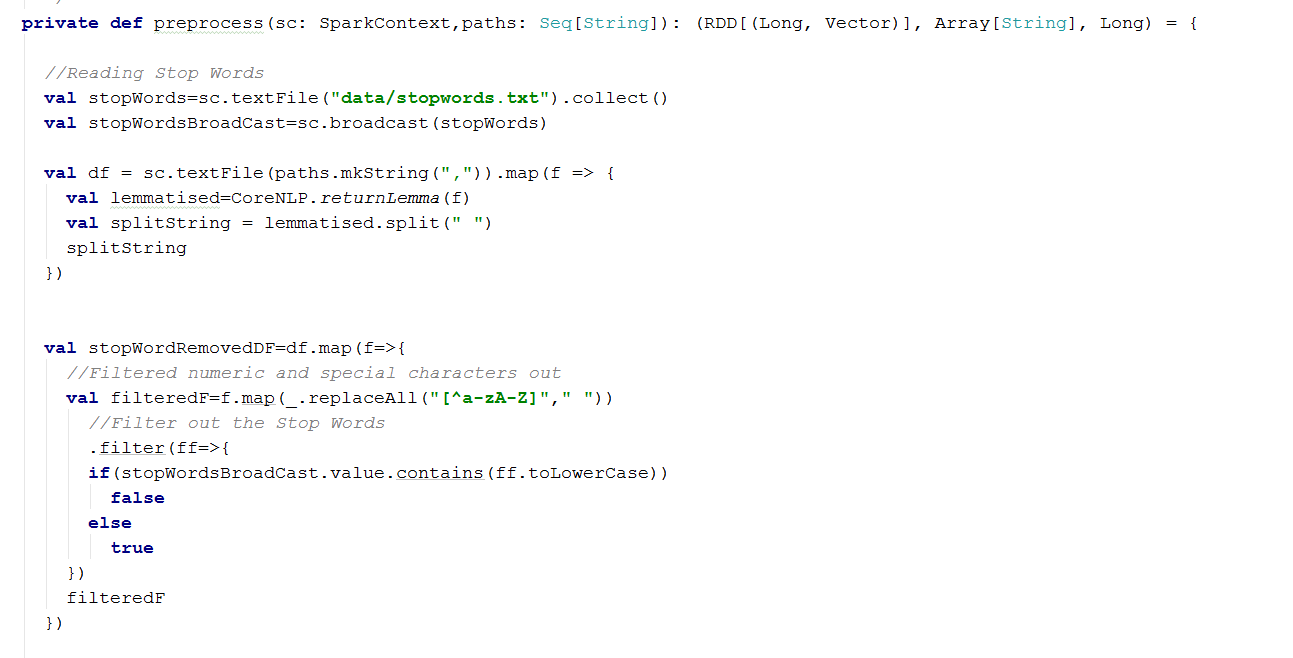 private def preprocess(sc: SparkContext,paths: Seq[String]): (RDD[(Long, Vector)], Array[String], Long) = {
//Reading Stop Words
val stopWords=sc.textFile("data/stopwords.txt").collect()
val stopWordsBroadCast=sc.broadcast(stopWords)
val df = sc.textFile(paths.mkString(",")).map(f => {
val lemmatised=CoreNLP.returnLemma(f)
val splitString = lemmatised.split(" ")
splitString
})
val stopWordRemovedDF=df.map(f=>{
//Filtered numeric and special characters out
val filteredF=f.map(_.replaceAll("[^a-zA-Z]"," "))
//Filter out the Stop Words
.filter(ff=>{
if(stopWordsBroadCast.value.contains(ff.toLowerCase))
false
else
true
})
filteredF
})